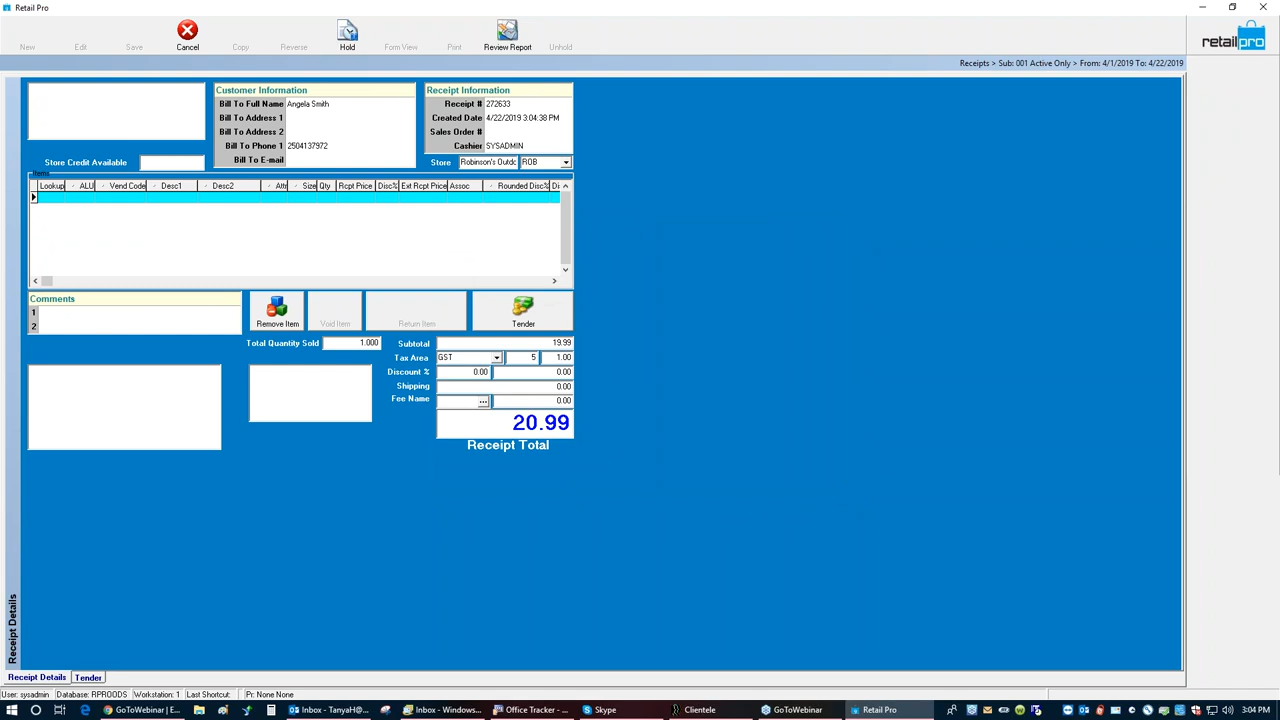 Retail Pro
New Edit Save Cancel Copy Reverse Hold Form View Print Review Report Unhold
retailpro
Receipts > Sub: 001 Active Only > From: 4/1/2019 To: 4/22/2019
Customer Information
Bill To Full Name Angela Smith
Bill To Address 1
Bill To Address 2
Bill To Phone 1 2504137972
Bill To E-mail
Receipt Information
Receipt # 272633
Created Date 4/22/2019 3:04:38 PM
Sales Order #
Cashier SYSADMIN
Store Credit Available
Store Robinson's Outdc ROB
Items
Lookup ALU Vend Code Desc1 Desc2 Attr Size Qty Rcpt Price Disc% Ext Rcpt Price Assoc Rounded Disc% Di
Comments
1
2
Remove Item Void Item Return Item Tender
Total Quantity Sold 1.000
Subtotal 19.99
Tax Area GST 5 1.00
Discount % 0.00 0.00
Shipping 0.00
Fee Name ... 0.00
20.99
Receipt Total
Receipt Details
Receipt Details Tender
User: sysadmin Database: RPROODS Workstation: 1 Last Shortcut: Pr: None None
GoToWebinar | E... Inbox - TanyaH@... Inbox - Windows... Office Tracker - ... Skype Clientele GoToWebinar Retail Pro 3:04 PM